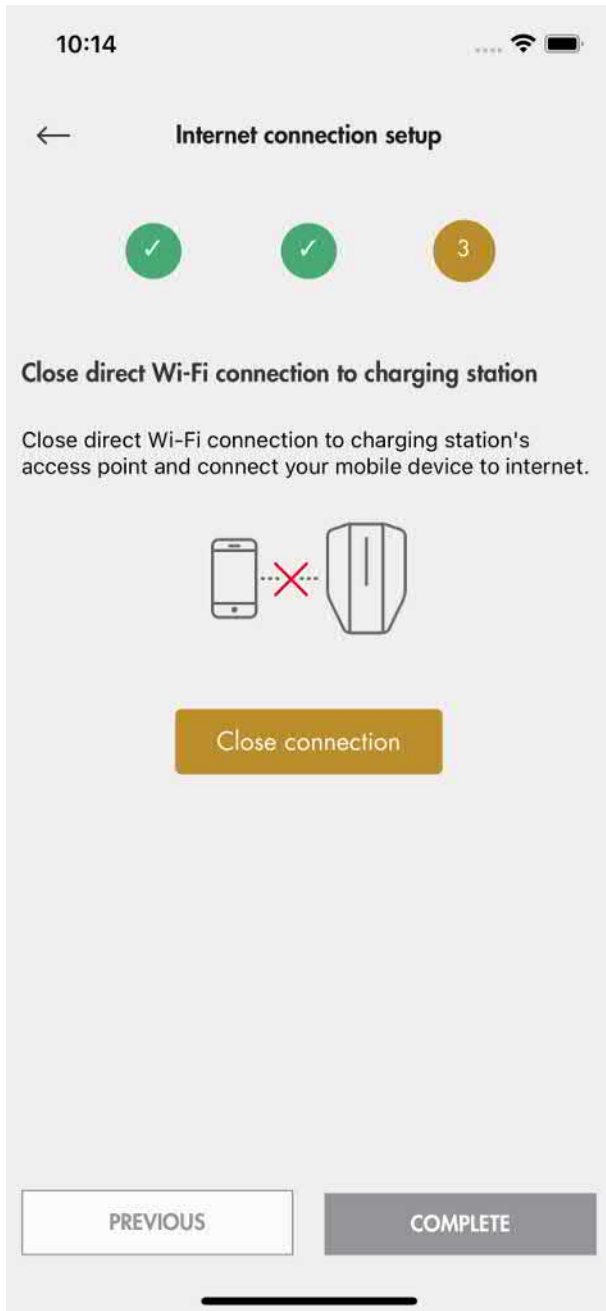 10:14
Internet connection setup
✓ ✓ 3
Close direct Wi-Fi connection to charging station
Close direct Wi-Fi connection to charging station's
access point and connect your mobile device to internet.
Close connection
PREVIOUS COMPLETE